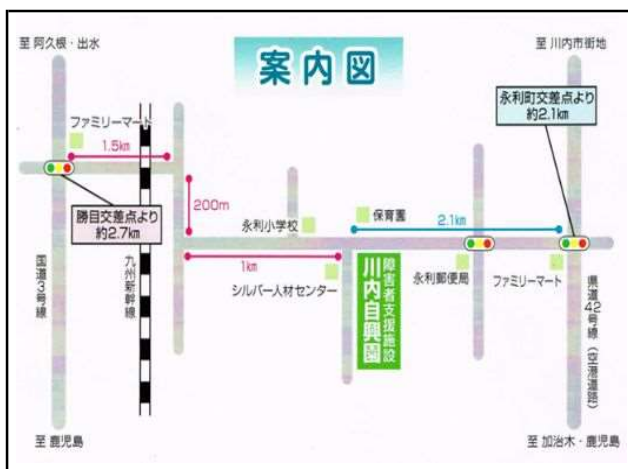 至 阿久根・出水
案内図
至 川内市街地
永利町交差点より
約2.1km
ファミリーマート
1.5km
200m
勝目交差点より
約2.7km
国道3号線
九州新幹線
永利小学校
保育園
2.1km
1km
シルバー人材センター
障害者支援施設
川内自興園
永利郵便局
ファミリーマート
県道42号線(空港道路)
至 鹿児島
至 加治木・鹿児島